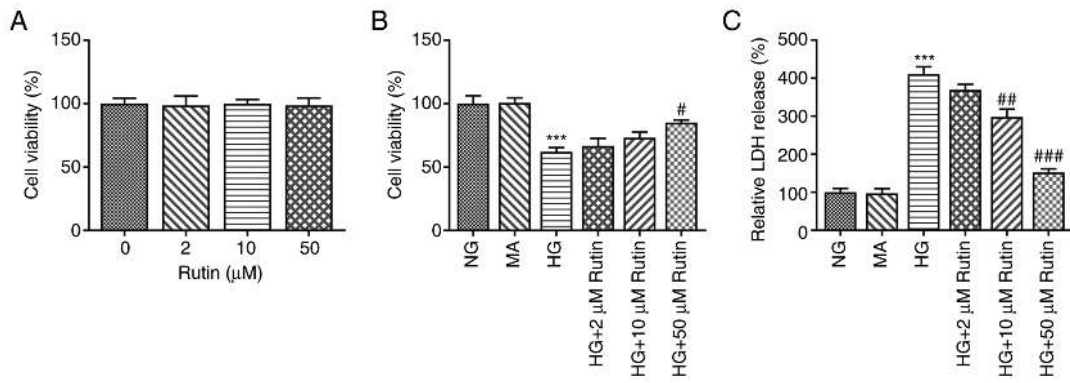 A
Cell viability (%)
150
100
50
0
0
2
10
50
Rutin (μM)
B
Cell viability (%)
150
100
50
0
***
#
NG
MA
HG
HG+2 μM Rutin
HG+10 μM Rutin
HG+50 μM Rutin
C
Relative LDH release (%)
500
400
300
200
100
0
***
##
###
NG
MA
HG
HG+2 μM Rutin
HG+10 μM Rutin
HG+50 μM Rutin